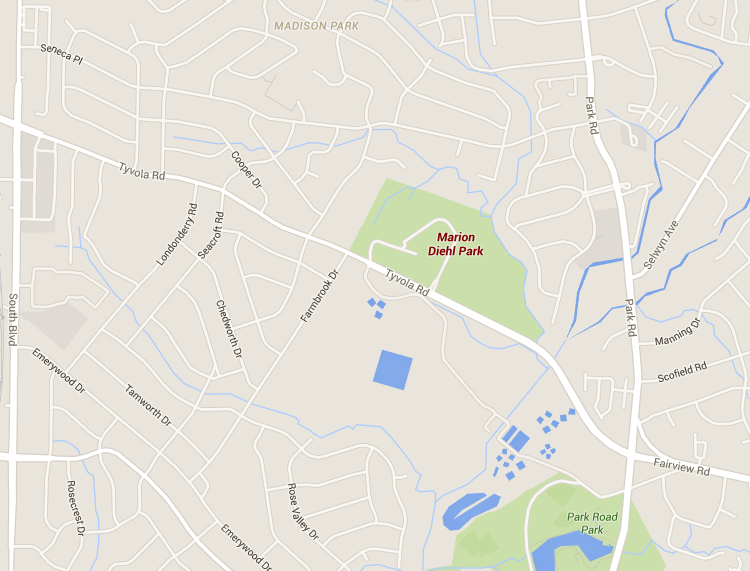 MADISON PARK
Seneca Pl
Park Rd
Tyvola Rd
Cooper Dr
Londonderry Rd
Seacroft Rd
Marion
Diehl Park
Selwyn Ave
Tyvola Rd
Farmbrook Dr
South Blvd
Chedworth Dr
Park Rd
Manning Dr
Emerywood Dr
Scofield Rd
Tamworth Dr
Fairview Rd
Rosecrest Dr
Rose Valley Dr
Park Road
Park
Emerywood Dr